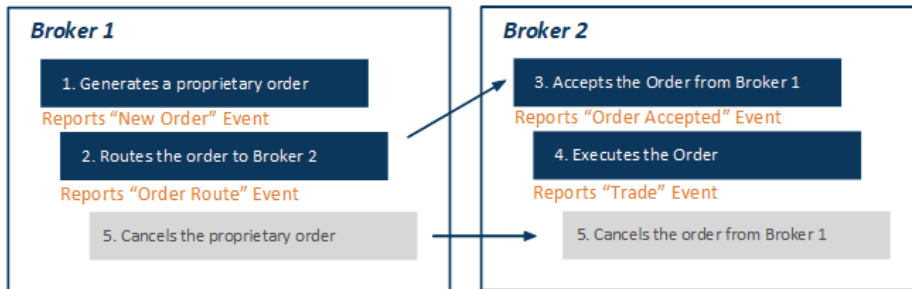 Broker 1
1. Generates a proprietary order
Reports "New Order" Event
2. Routes the order to Broker 2
Reports "Order Route" Event
5. Cancels the proprietary order
Broker 2
3. Accepts the Order from Broker 1
Reports "Order Accepted" Event
4. Executes the Order
Reports "Trade" Event
5. Cancels the order from Broker 1